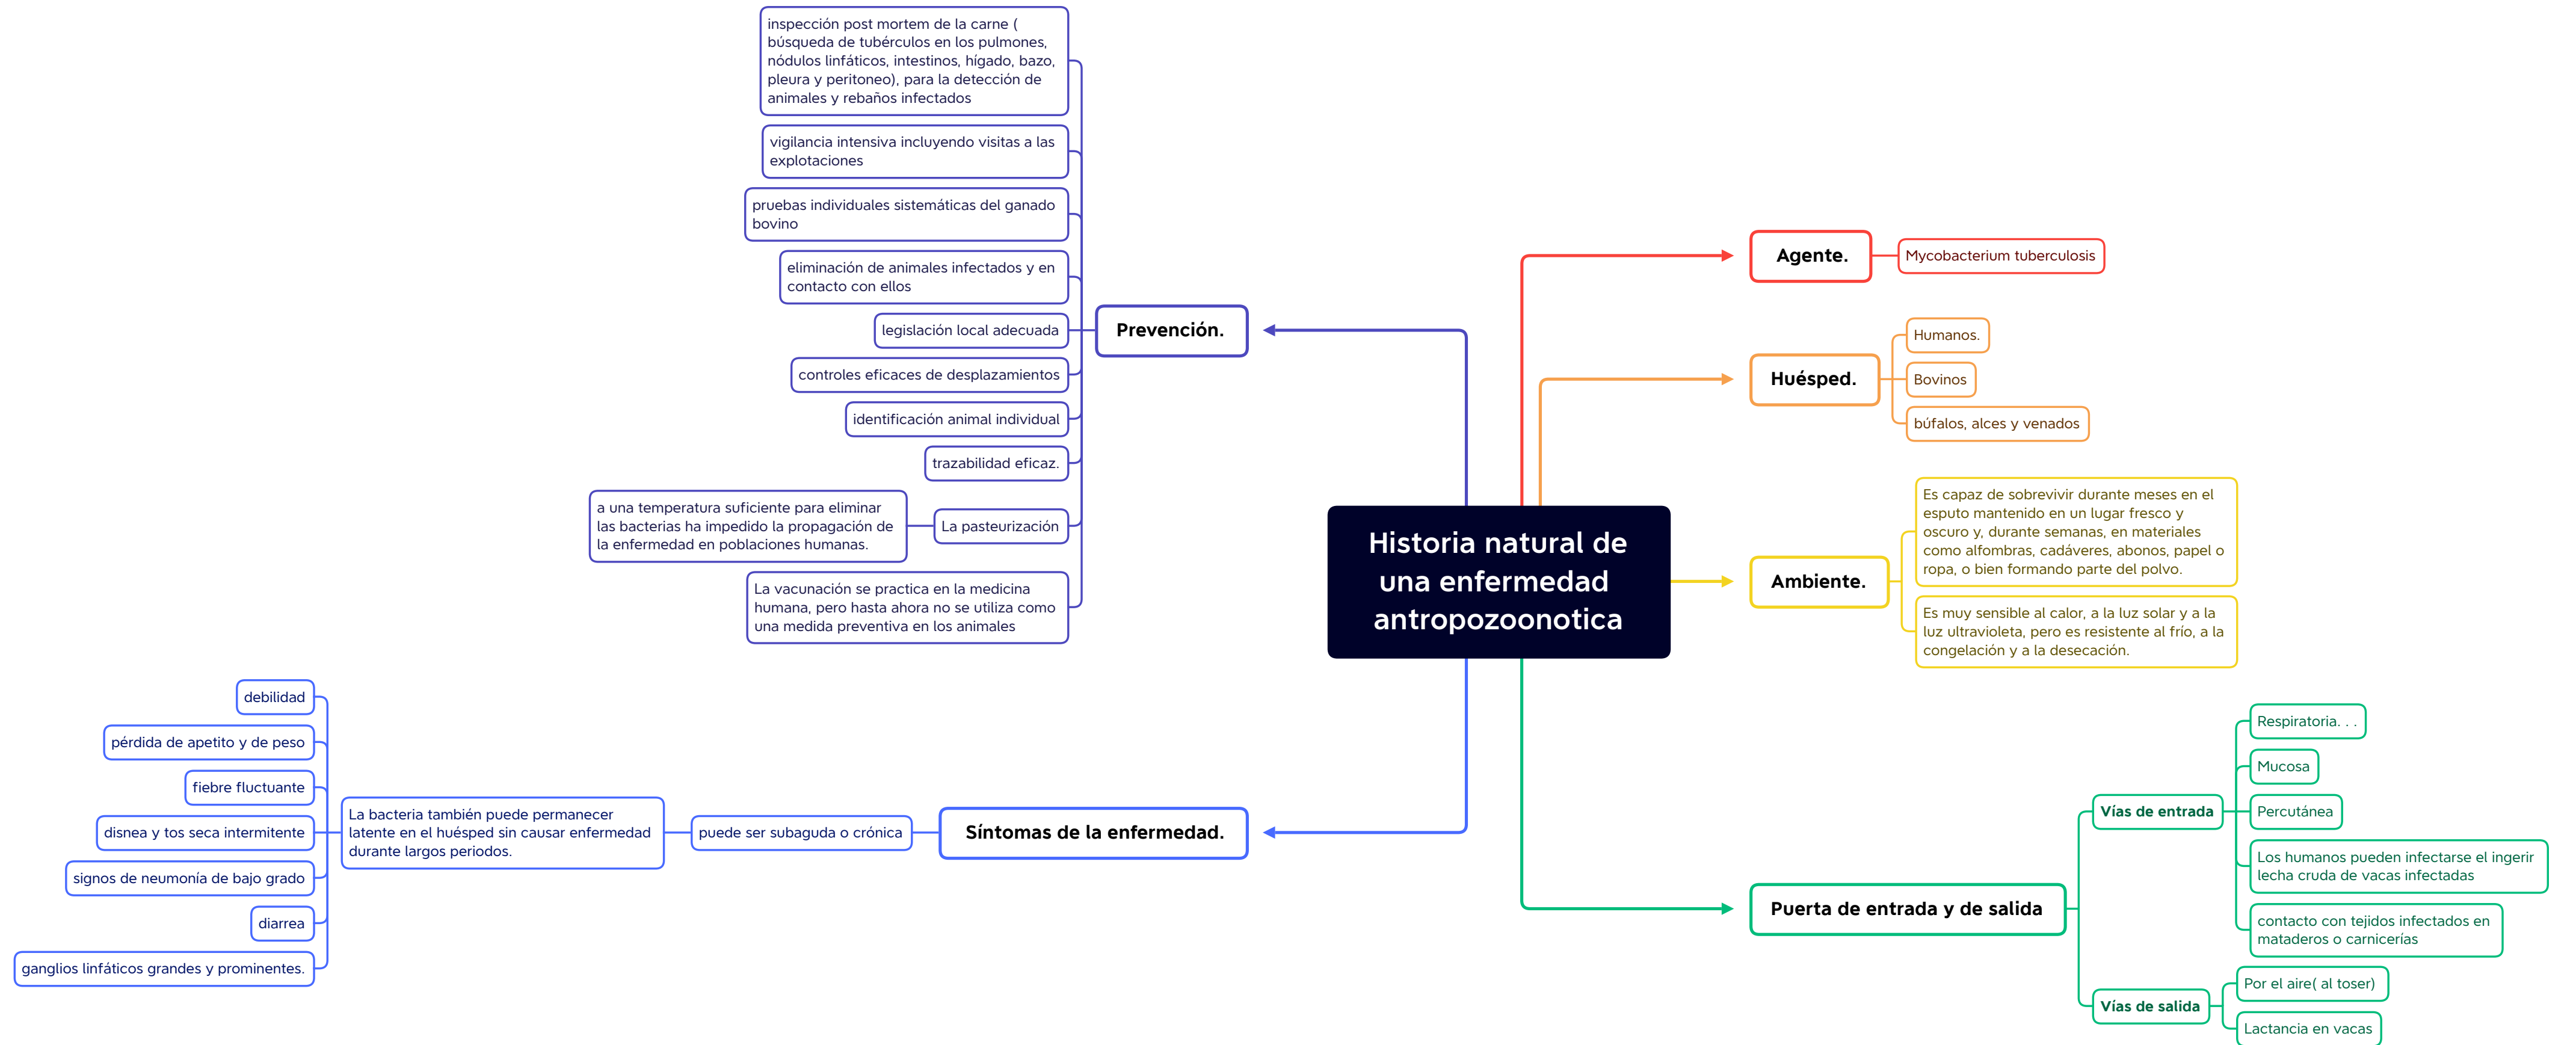 Historia natural de
una enfermedad
antropozoonotica
Agente.
Mycobacterium tuberculosis
Huésped.
Humanos.
Bovinos
búfalos, alces y venados
Ambiente.
Es capaz de sobrevivir durante meses en el
esputo mantenido en un lugar fresco y
oscuro y, durante semanas, en materiales
como alfombras, cadáveres, abonos, papel o
ropa, o bien formando parte del polvo.
Es muy sensible al calor, a la luz solar y a la
luz ultravioleta, pero es resistente al frío, a la
congelación y a la desecación.
Puerta de entrada y de salida
Vías de entrada
Respiratoria. . .
Mucosa
Percutánea
Los humanos pueden infectarse el ingerir
lecha cruda de vacas infectadas
contacto con tejidos infectados en
mataderos o carnicerías
Vías de salida
Por el aire( al toser)
Lactancia en vacas
Prevención.
inspección post mortem de la carne (
búsqueda de tubérculos en los pulmones,
nódulos linfáticos, intestinos, hígado, bazo,
pleura y peritoneo), para la detección de
animales y rebaños infectados
vigilancia intensiva incluyendo visitas a las
explotaciones
pruebas individuales sistemáticas del ganado
bovino
eliminación de animales infectados y en
contacto con ellos
legislación local adecuada
controles eficaces de desplazamientos
identificación animal individual
trazabilidad eficaz.
La pasteurización
a una temperatura suficiente para eliminar
las bacterias ha impedido la propagación de
la enfermedad en poblaciones humanas.
La vacunación se practica en la medicina
humana, pero hasta ahora no se utiliza como
una medida preventiva en los animales
Síntomas de la enfermedad.
puede ser subaguda o crónica
La bacteria también puede permanecer
latente en el huésped sin causar enfermedad
durante largos periodos.
debilidad
pérdida de apetito y de peso
fiebre fluctuante
disnea y tos seca intermitente
signos de neumonía de bajo grado
diarrea
ganglios linfáticos grandes y prominentes.